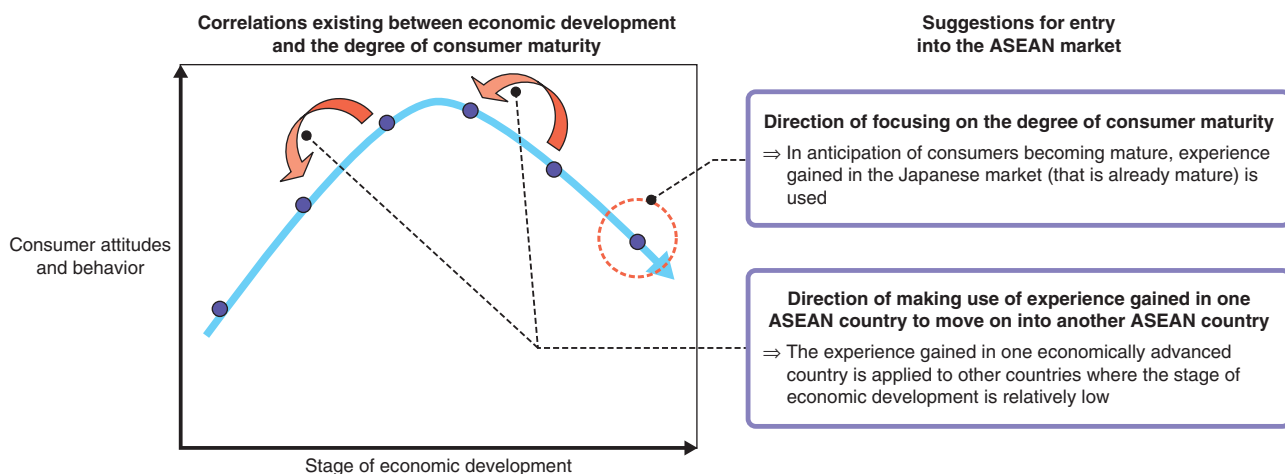 Correlations existing between economic development
and the degree of consumer maturity
Suggestions for entry
into the ASEAN market
Consumer attitudes
and behavior
Stage of economic development
Direction of focusing on the degree of consumer maturity
⇒ In anticipation of consumers becoming mature, experience
gained in the Japanese market (that is already mature) is
used
Direction of making use of experience gained in one
ASEAN country to move on into another ASEAN country
⇒ The experience gained in one economically advanced
country is applied to other countries where the stage of
economic development is relatively low